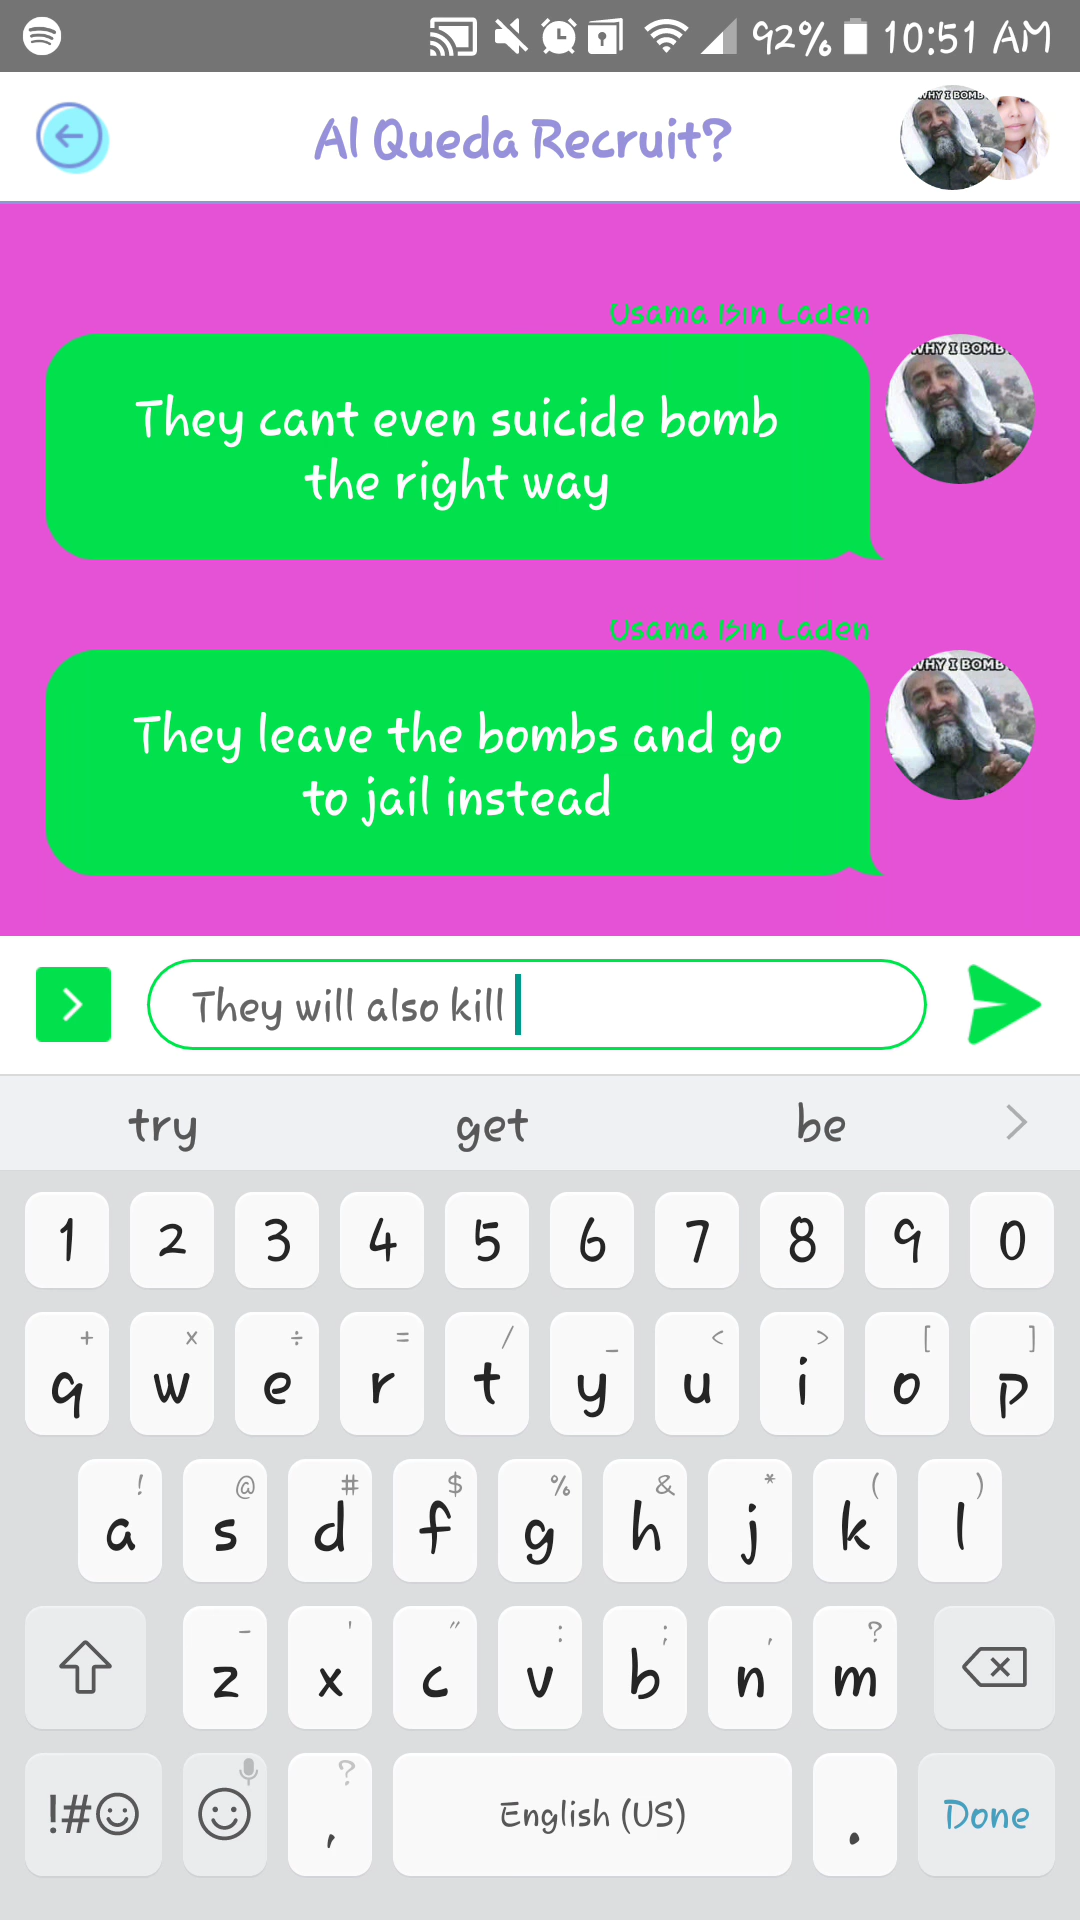 92% 10:51 AM
Al Queda Recruit?
WHY I BOMB
Usama Bin Laden
WHY I BOMB
They cant even suicide bomb
the right way
Usama Bin Laden
WHY I BOMB
They leave the bombs and go
to jail instead
They will also kill
try get be
1 2 3 4 5 6 7 8 9 0
+ × ÷ = / _ < > [ ]
q w e r t y u i o p
! @ # $ % & * ( )
a s d f g h j k l
- ' " : ; , ?
z x c v b n m
?
!# , English (US) . Done